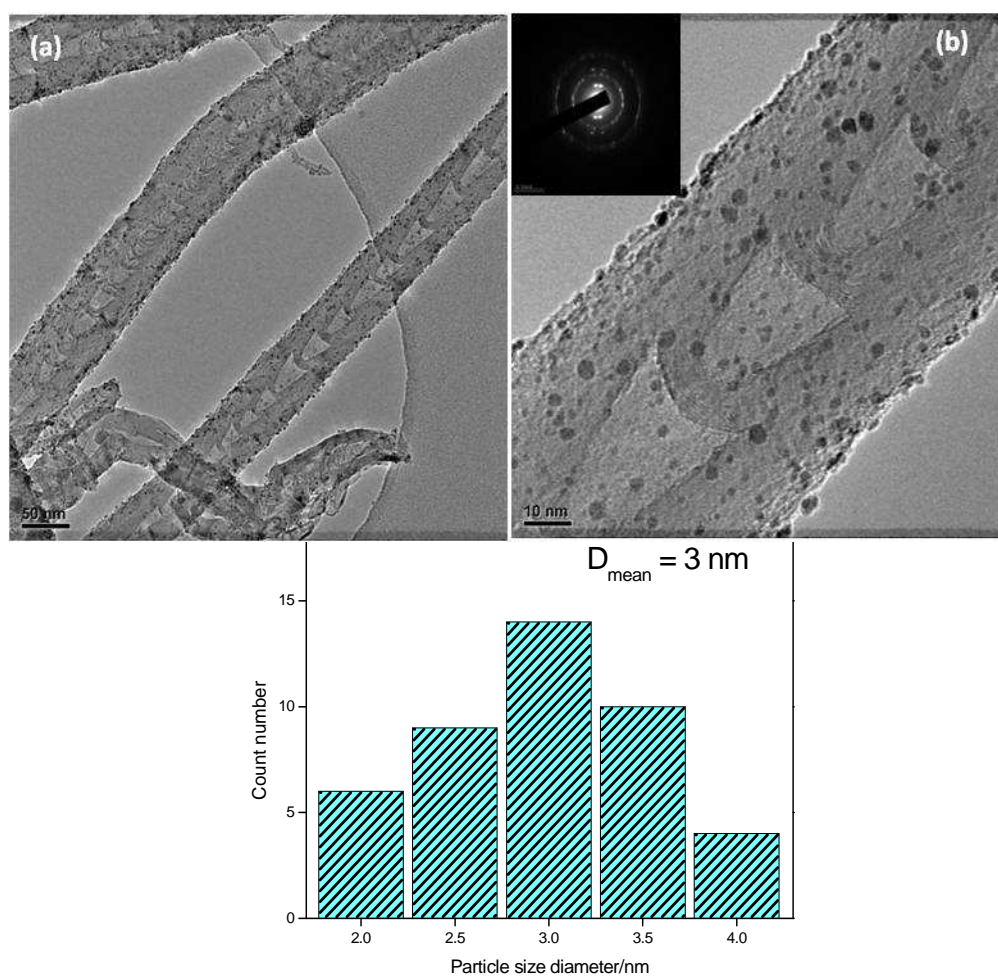 (a)
(b)
50 nm
10 nm
D_mean = 3 nm
15
10
5
0
Count number
2.0
2.5
3.0
3.5
4.0
Particle size diameter/nm